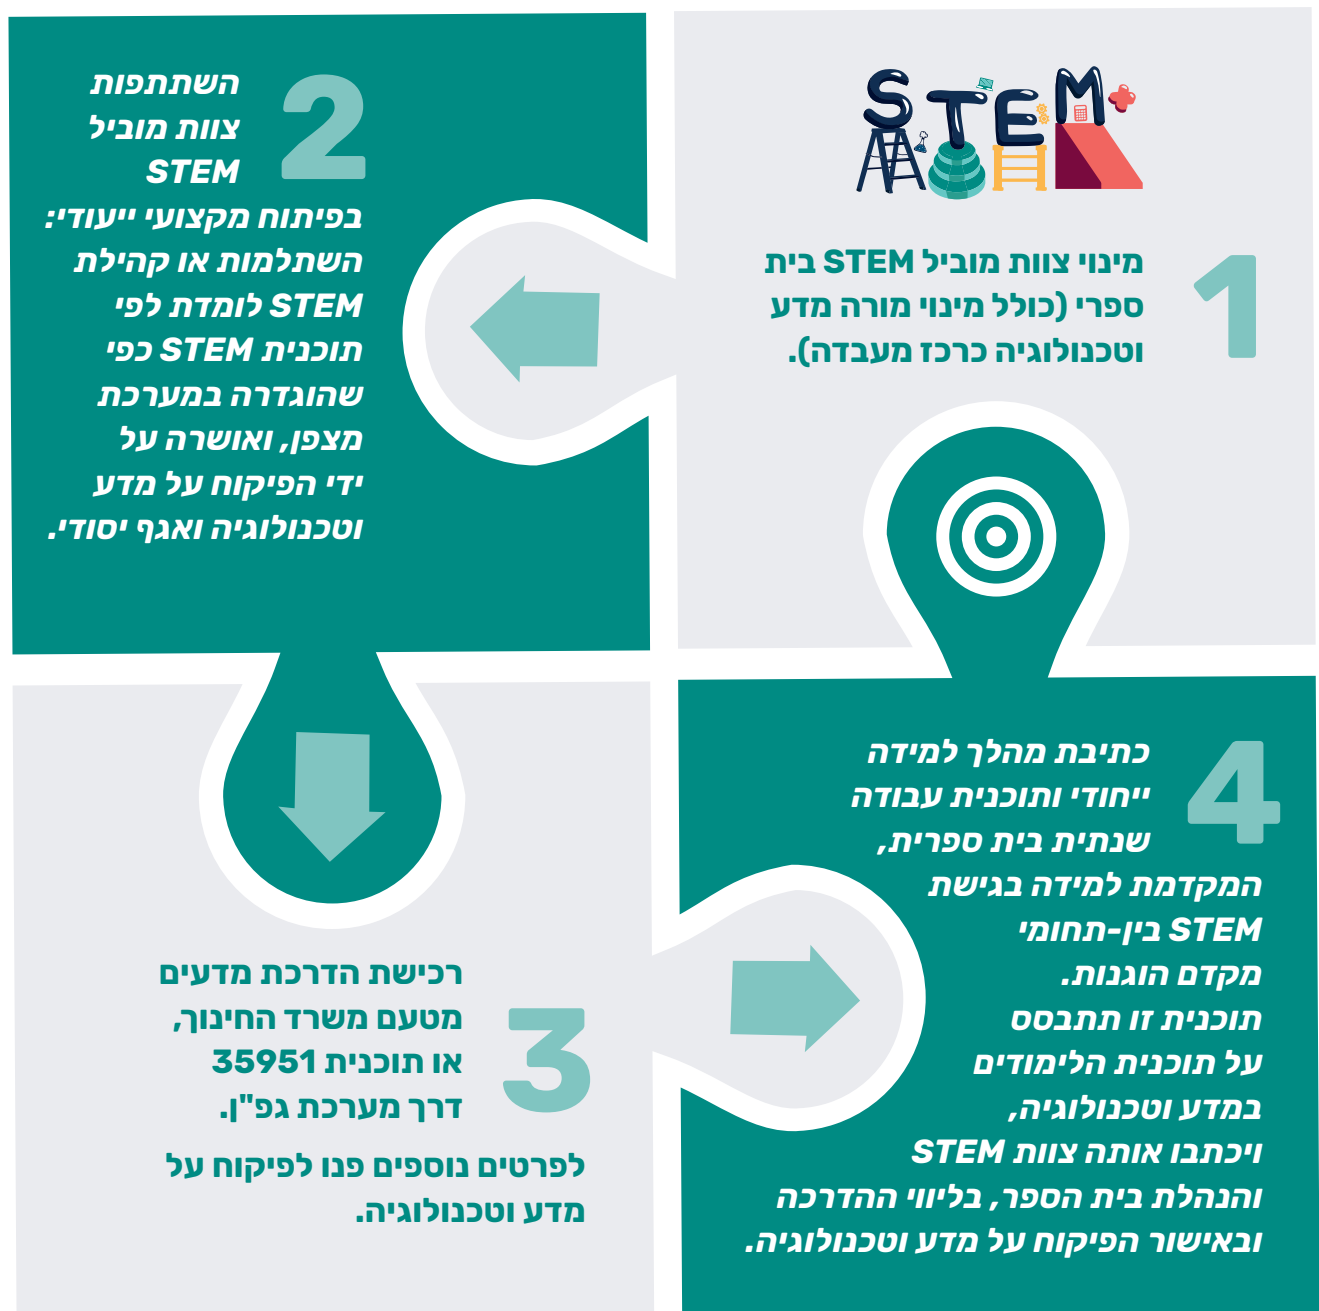 STEM
1
מינוי צוות מוביל STEM בית
ספרי (כולל מינוי מורה מדע
וטכנולוגיה כרכז מעבדה).
2
השתתפות
צוות מוביל
STEM
בפיתוח מקצועי ייעודי:
השתלמות או קהילת
STEM לומדת לפי
תוכנית STEM כפי
שהוגדרה במערכת
מצפן, ואושרה על
ידי הפיקוח על מדע
וטכנולוגיה ואגף יסודי.
3
רכישת הדרכת מדעים
מטעם משרד החינוך,
או תוכנית 35951
דרך מערכת גפ"ן.
לפרטים נוספים פנו לפיקוח על
מדע וטכנולוגיה.
4
כתיבת מהלך למידה
ייחודי ותוכנית עבודה
שנתית בית ספרית,
המקדמת למידה בגישת
STEM בין-תחומי
מקדם הוגנות.
תוכנית זו תתבסס
על תוכנית הלימודים
במדע וטכנולוגיה,
ויכתבו אותה צוות STEM
והנהלת בית הספר, בליווי ההדרכה
ובאישור הפיקוח על מדע וטכנולוגיה.